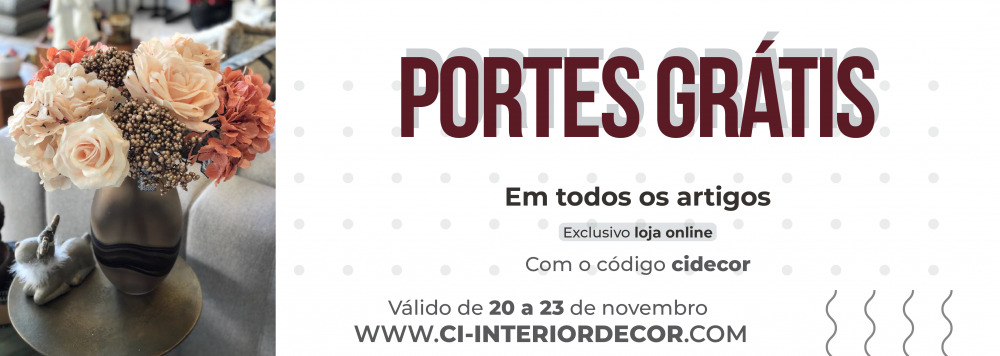 PORTES GRÁTIS
Em todos os artigos
Exclusivo loja online
Com o código cidecor
Válido de 20 a 23 de novembro
WWW.CI-INTERIORDECOR.COM